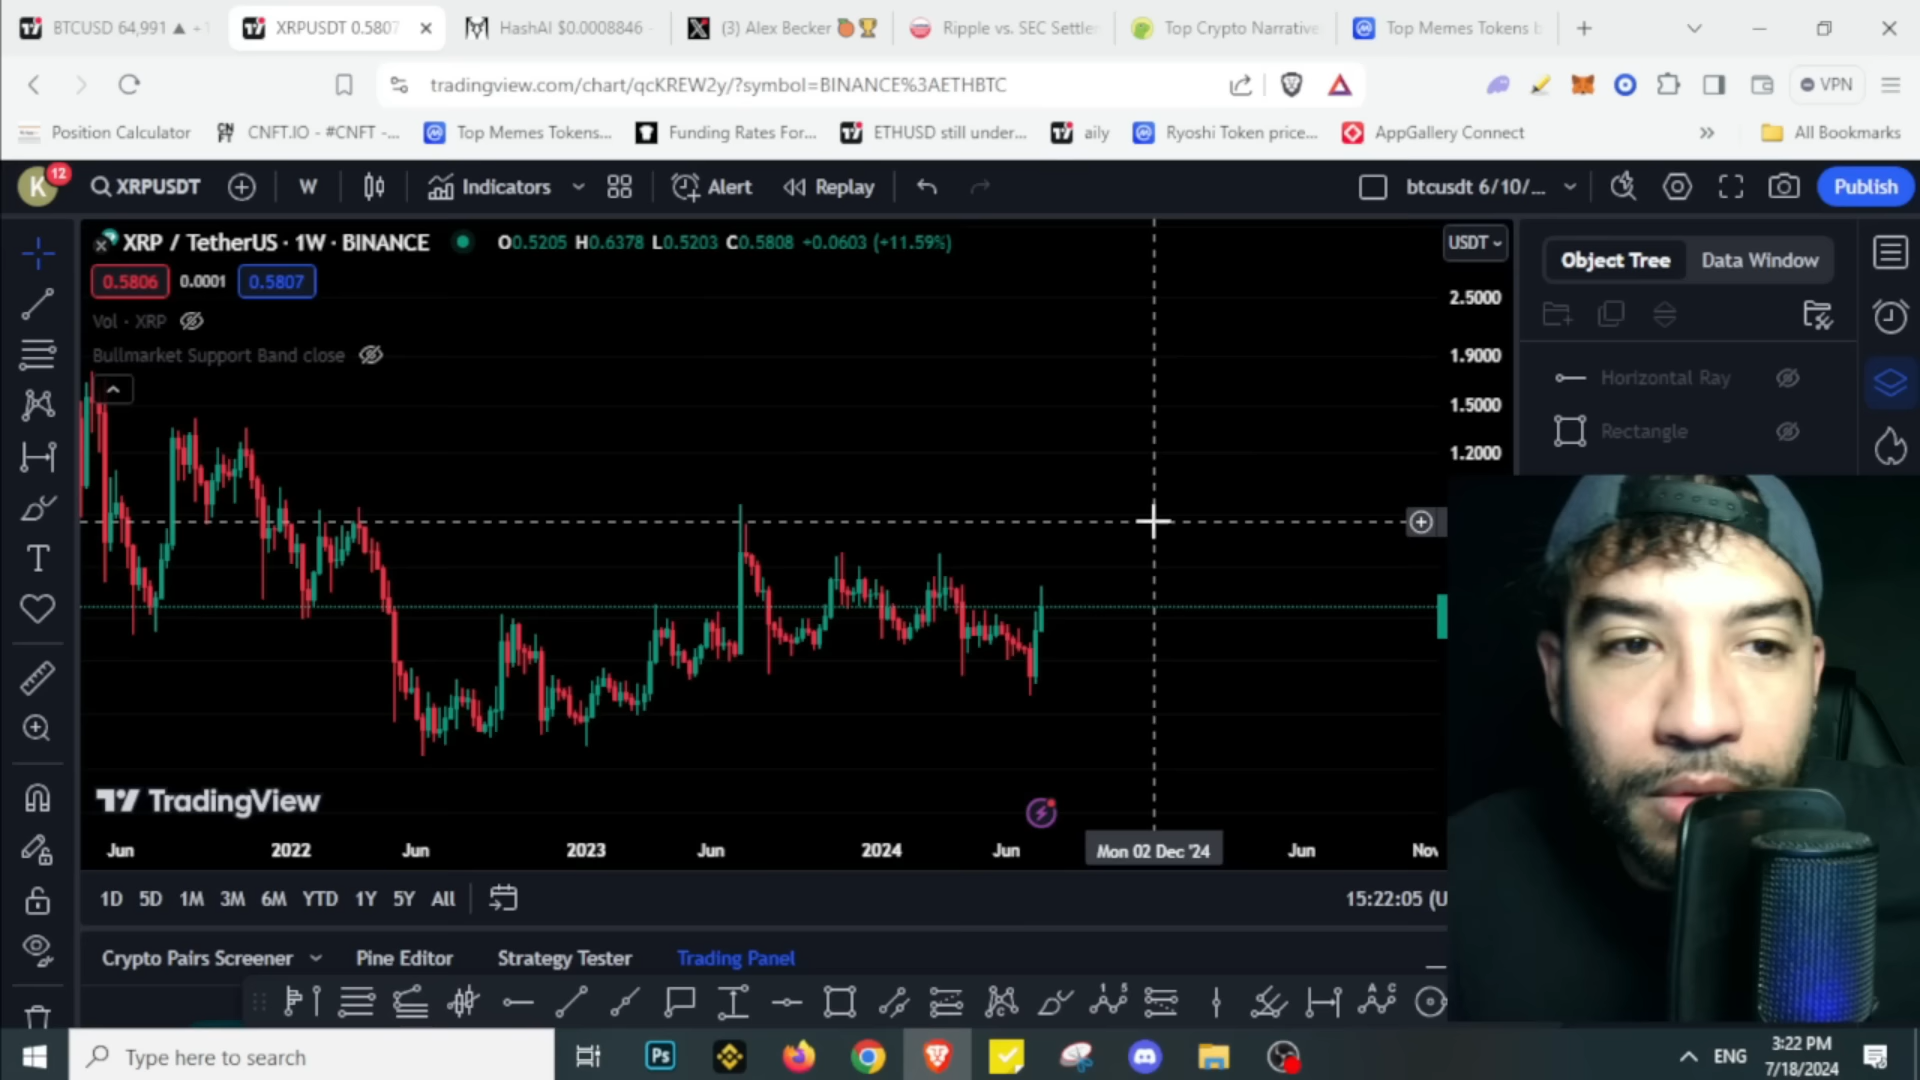 BTCUSD 64,991 ▲ +1
XRPUSDT 0.5807
HashAI $0.0008846 -
(3) Alex Becker 🍊🏆
Ripple vs. SEC Settle
Top Crypto Narrative
Top Memes Tokens b
tradingview.com/chart/qcKREW2y/?symbol=BINANCE%3AETHBTC
VPN
Position Calculator
CNFT.IO - #CNFT -...
Top Memes Tokens...
Funding Rates For...
ETHUSD still under...
aily
Ryoshi Token price...
AppGallery Connect
All Bookmarks
K
12
XRPUSDT
W
Indicators
Alert
Replay
btcusdt 6/10/...
Publish
XRP / TetherUS · 1W · BINANCE
O0.5205 H0.6378 L0.5203 C0.5808 +0.0603 (+11.59%)
USDT
0.5806
0.0001
0.5807
Vol · XRP
Bullmarket Support Band close
2.5000
1.9000
1.5000
1.2000
Object Tree
Data Window
Horizontal Ray
Rectangle
TradingView
Jun
2022
Jun
2023
Jun
2024
Jun
Mon 02 Dec '24
Jun
Nov
1D 5D 1M 3M 6M YTD 1Y 5Y All
15:22:05 (U
Crypto Pairs Screener
Pine Editor
Strategy Tester
Trading Panel
Type here to search
Ps
ENG
3:22 PM
7/18/2024